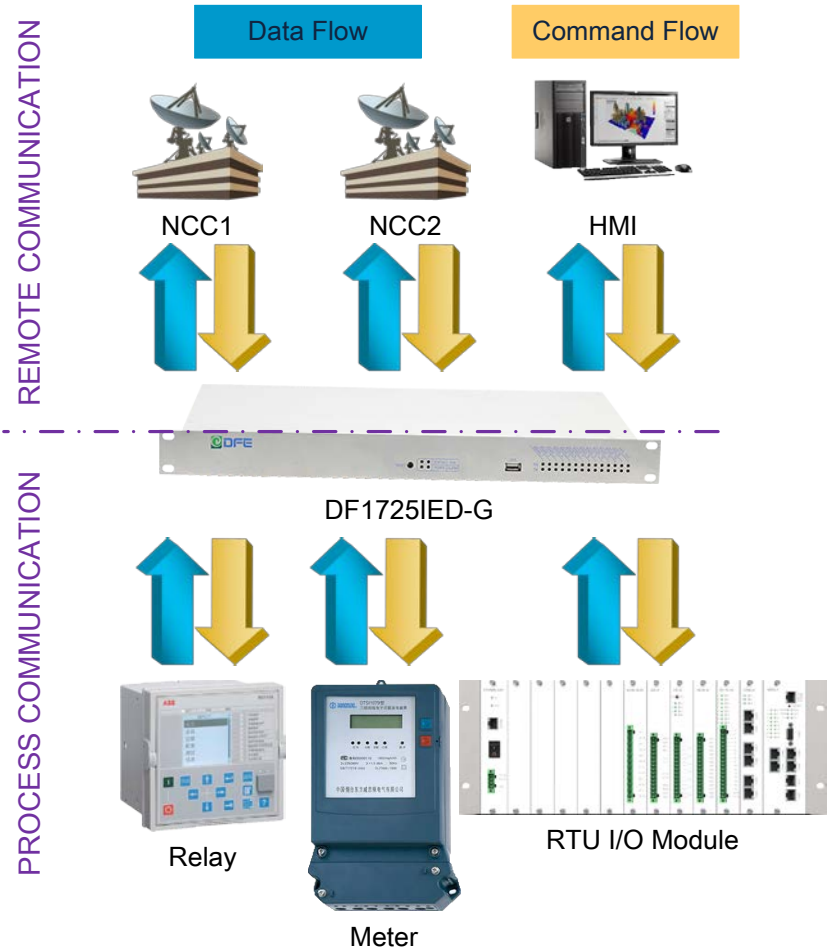 Data Flow
Command Flow
REMOTE COMMUNICATION
NCC1
NCC2
HMI
DFE
DF1725IED-G
PROCESS COMMUNICATION
ABB
Relay
Meter
RTU I/O Module